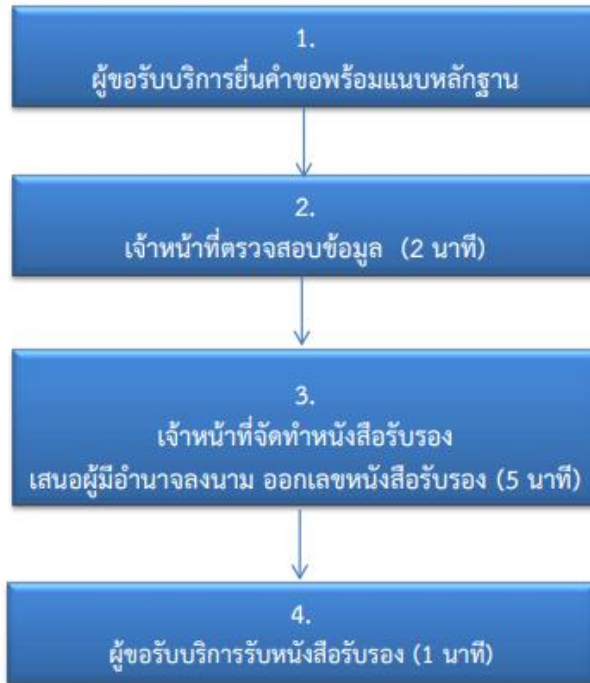 1.
ผู้ขอรับบริการยื่นคำขอพร้อมแนบหลักฐาน
2.
เจ้าหน้าที่ตรวจสอบข้อมูล (2 นาที)
3.
เจ้าหน้าที่จัดทำหนังสือรับรอง
เสนอผู้มีอำนาจลงนาม ออกเลขหนังสือรับรอง (5 นาที)
4.
ผู้ขอรับบริการรับหนังสือรับรอง (1 นาที)